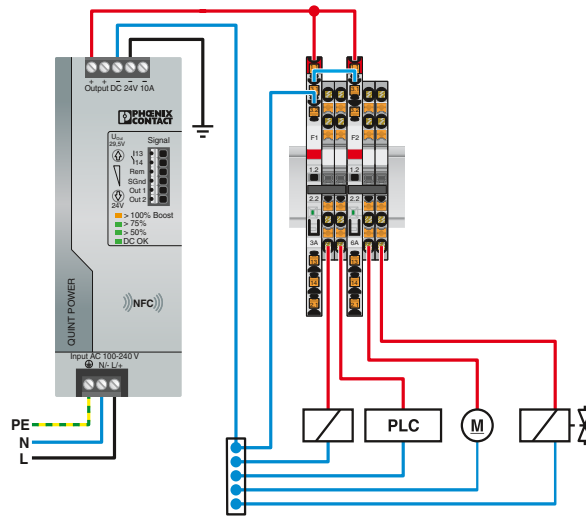 + + − − −
Output DC 24V 10A
PHŒNIX
CONTACT
UOut
29,5V
Signal
13
14
Rem
SGnd
Out 1
Out 2
24V
> 100% Boost
> 75%
> 50%
DC OK
NFC
QUINT POWER
Input AC 100-240 V
N/- L/+
PE
N
L
F1
F2
1.2
1.2
2.2
2.2
3A
6A
PLC
M